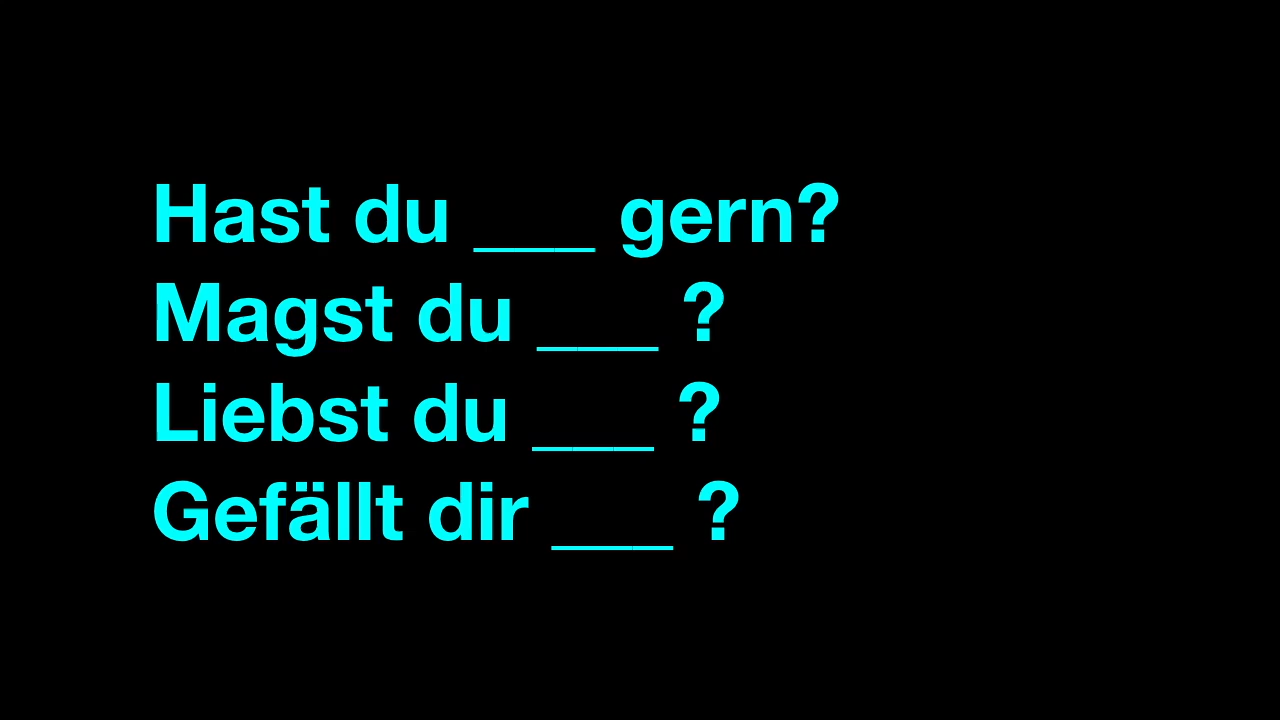 Hast du ___ gern?
Magst du ___ ?
Liebst du ___ ?
Gefällt dir ___ ?